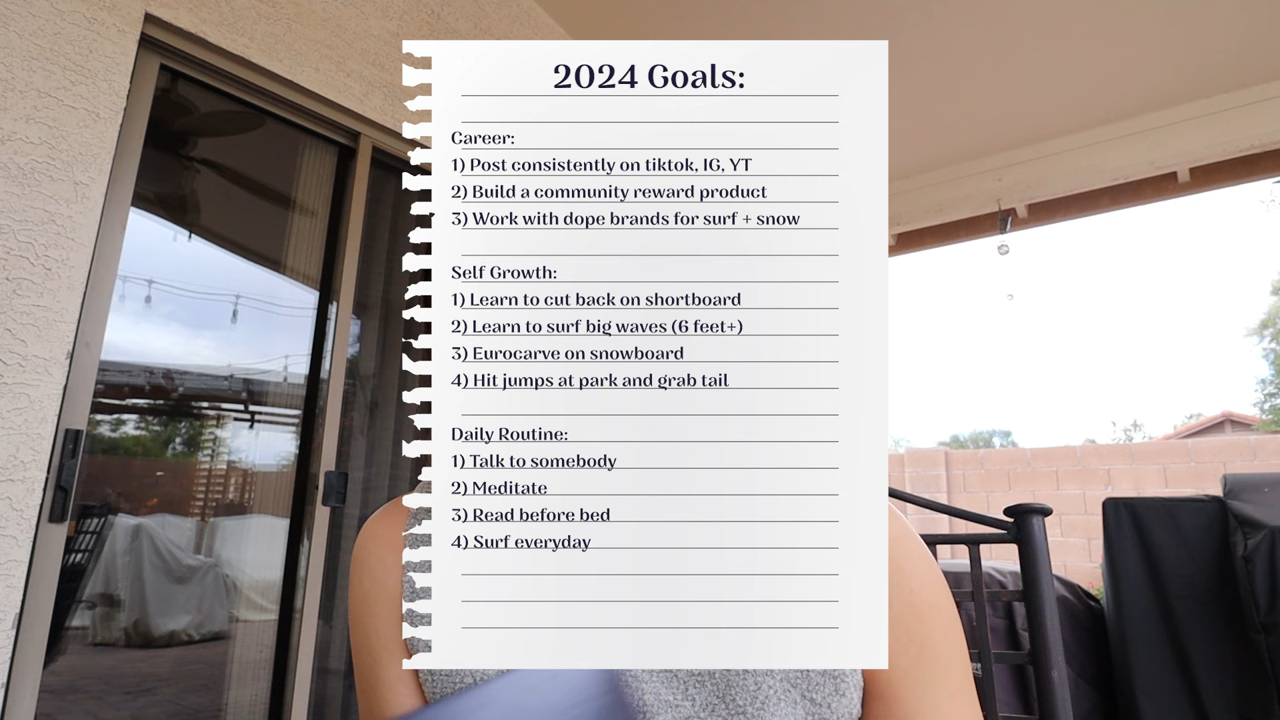 2024 Goals:
Career:
1) Post consistently on tiktok, IG, YT
2) Build a community reward product
3) Work with dope brands for surf + snow
Self Growth:
1) Learn to cut back on shortboard
2) Learn to surf big waves (6 feet+)
3) Eurocarve on snowboard
4) Hit jumps at park and grab tail
Daily Routine:
1) Talk to somebody
2) Meditate
3) Read before bed
4) Surf everyday